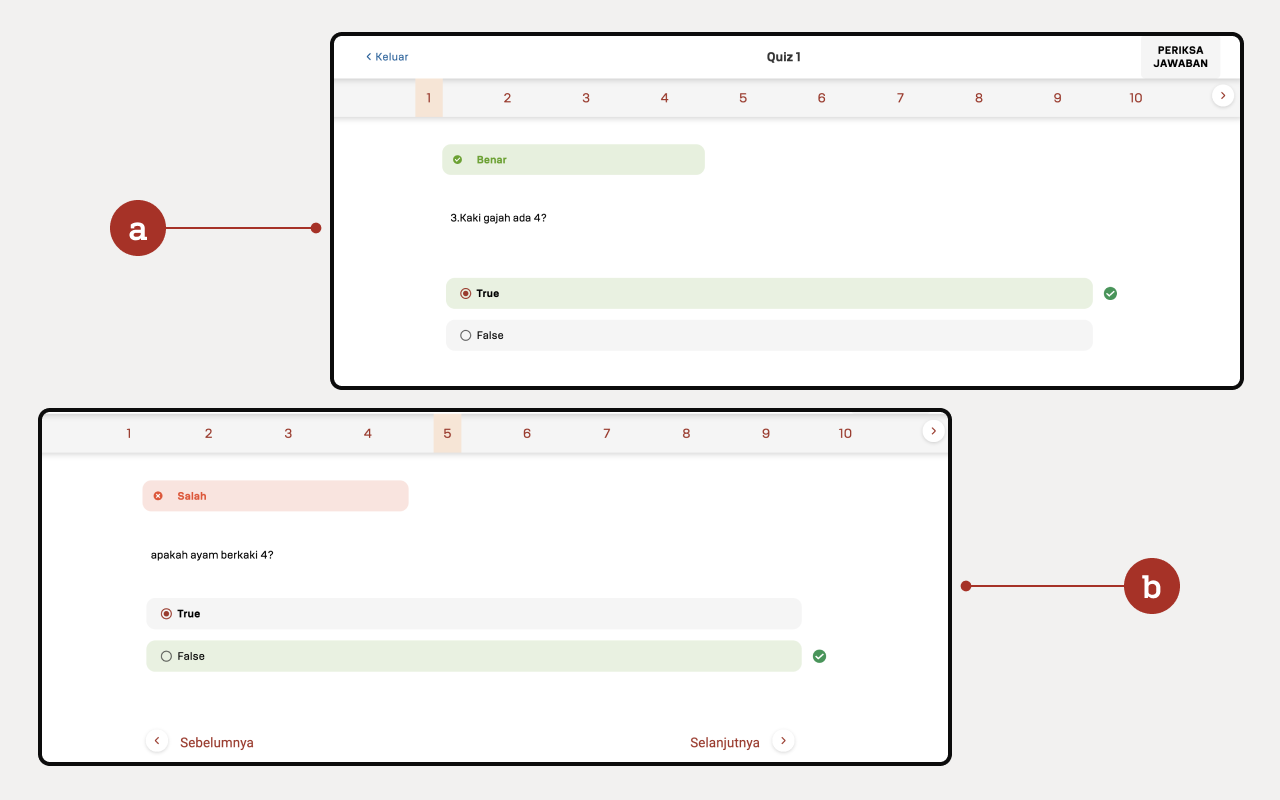 Keluar
Quiz 1
PERIKSA
JAWABAN
1 2 3 4 5 6 7 8 9 10
Benar
a
3.Kaki gajah ada 4?
True
False
1 2 3 4 5 6 7 8 9 10
Salah
apakah ayam berkaki 4?
b
True
False
Sebelumnya Selanjutnya